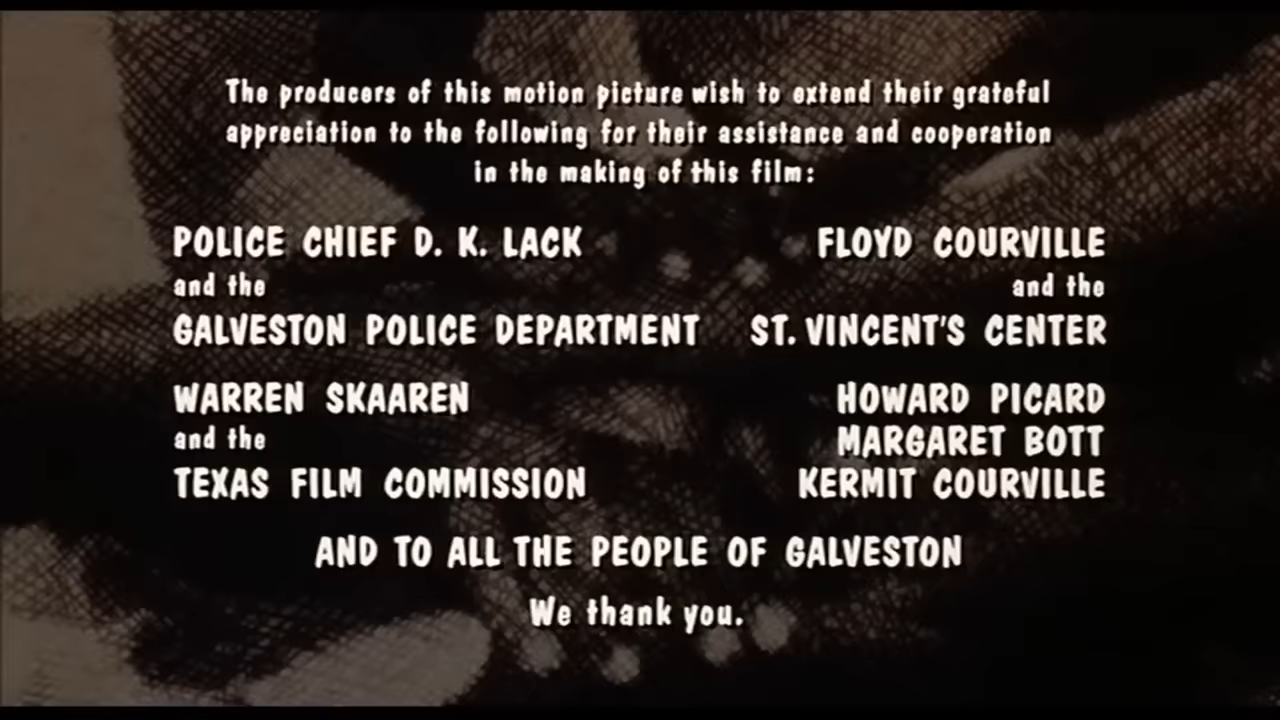 The producers of this motion picture wish to extend their grateful
appreciation to the following for their assistance and cooperation
in the making of this film:
POLICE CHIEF D. K. LACK
and the
GALVESTON POLICE DEPARTMENT
FLOYD COURVILLE
and the
ST. VINCENT'S CENTER
WARREN SKAAREN
and the
TEXAS FILM COMMISSION
HOWARD PICARD
MARGARET BOTT
KERMIT COURVILLE
AND TO ALL THE PEOPLE OF GALVESTON
We thank you.